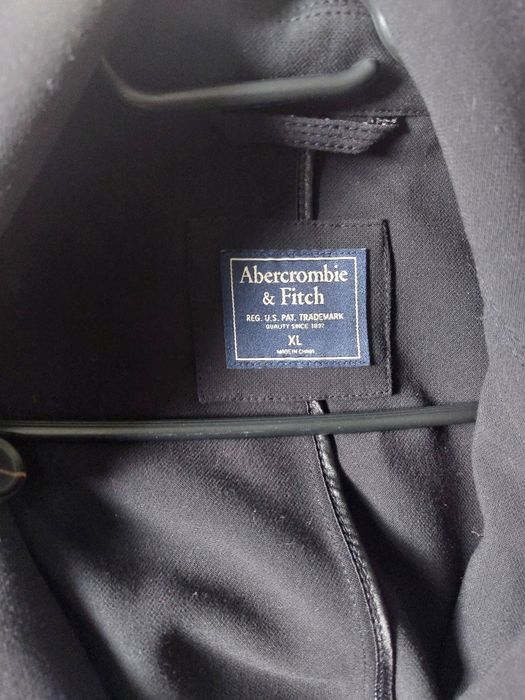 Abercrombie
& Fitch
REG. U.S. PAT. TRADEMARK
QUALITY SINCE 1892
XL
MADE IN CHINA